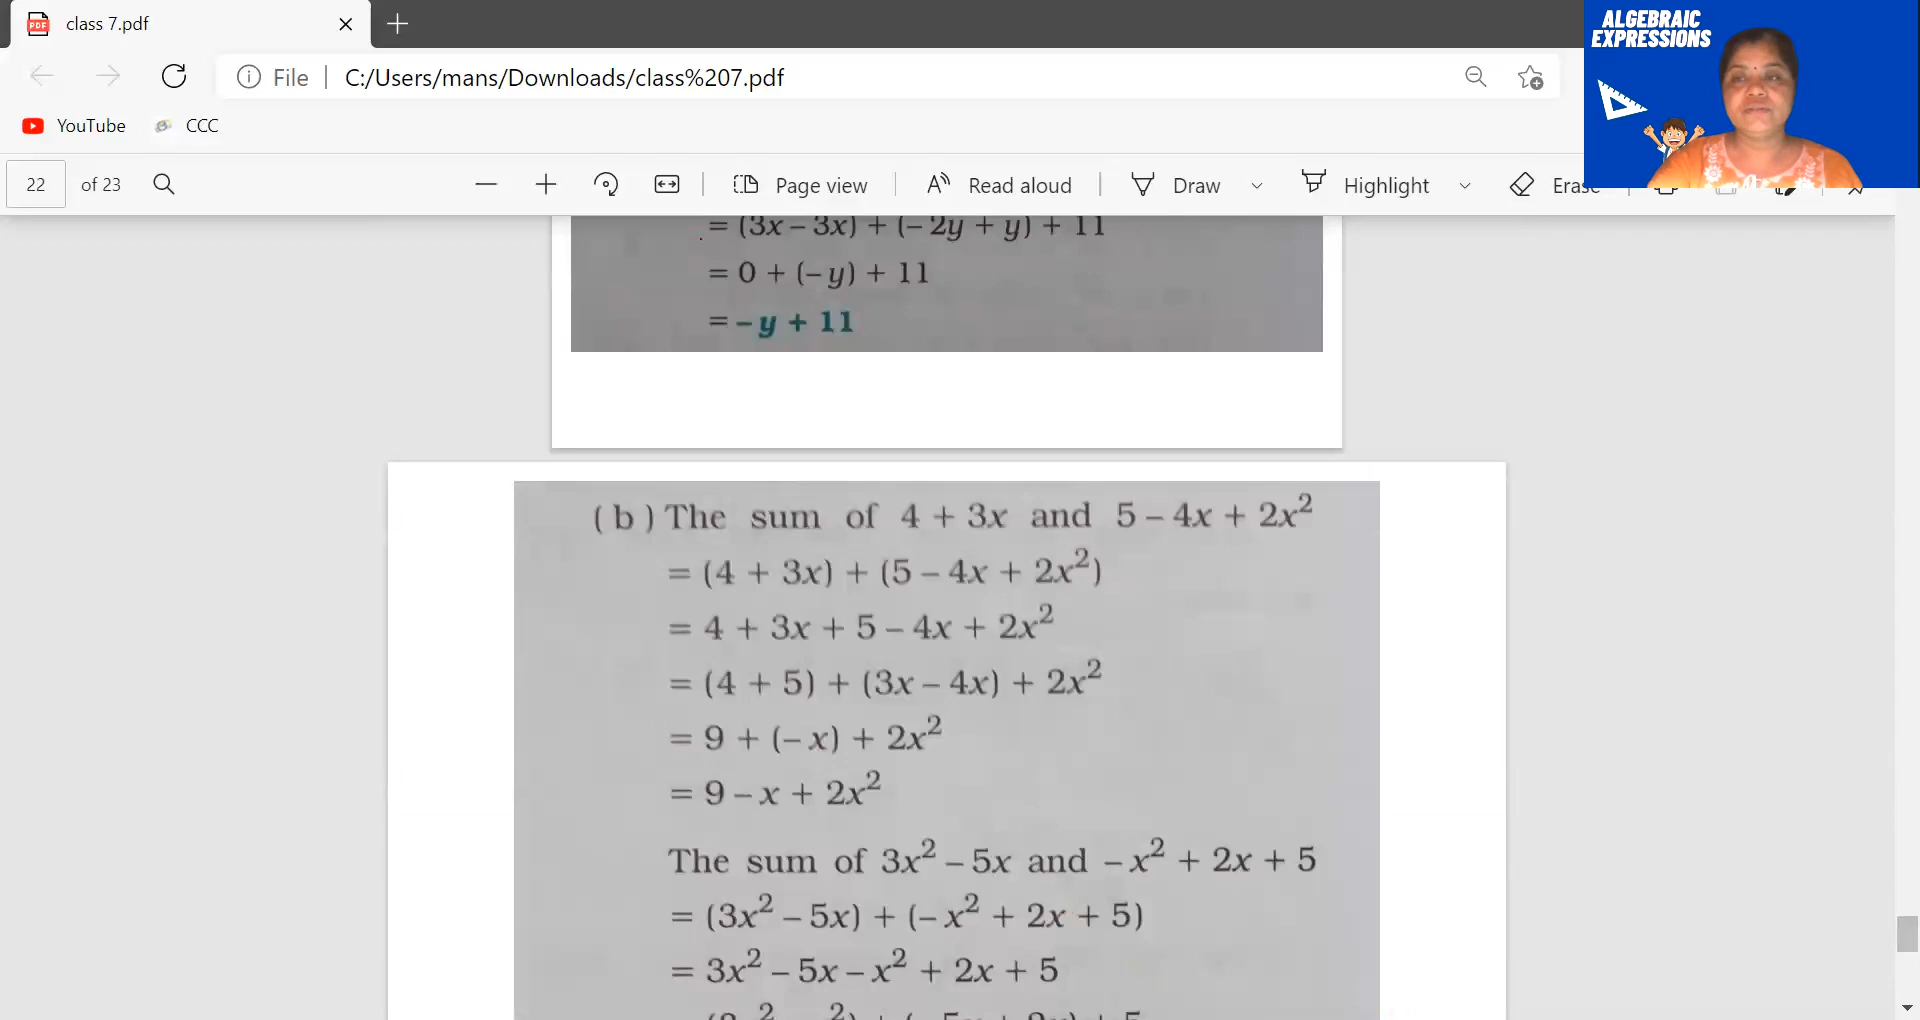 class 7.pdf
File | C:/Users/mans/Downloads/class%207.pdf
ALGEBRAIC
EXPRESSIONS
YouTube CCC
22 of 23 Page view Read aloud Draw Highlight Erase
= (3x – 3x) + (– 2y + y) + 11
= 0 + (– y) + 11
= – y + 11
(b) The sum of 4 + 3x and 5 – 4x + 2x²
= (4 + 3x) + (5 – 4x + 2x²)
= 4 + 3x + 5 – 4x + 2x²
= (4 + 5) + (3x – 4x) + 2x²
= 9 + (– x) + 2x²
= 9 – x + 2x²
The sum of 3x² – 5x and – x² + 2x + 5
= (3x² – 5x) + (– x² + 2x + 5)
= 3x² – 5x – x² + 2x + 5